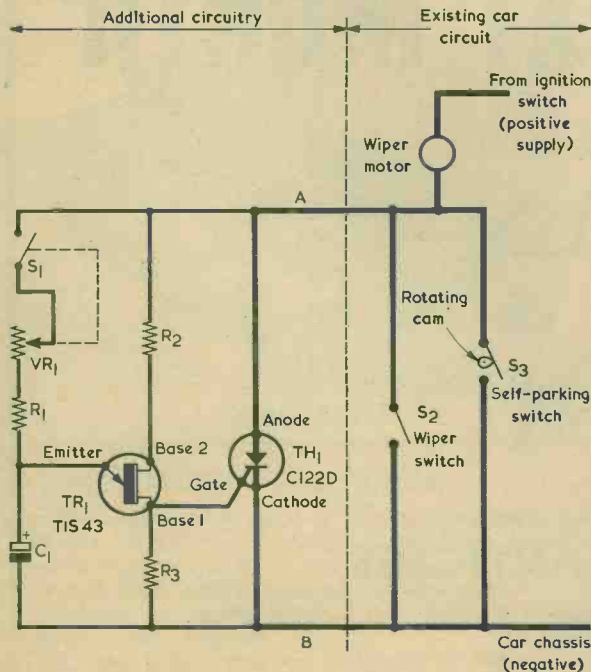 Additional circuitry
Existing car
circuit
From ignition
switch
(positive
supply)
Wiper
motor
A
S1
Rotating
cam
VR1
R2
S3
Self-parking
switch
R1
S2
Wiper
switch
Anode
Emitter
Base 2
TH1
C122D
Gate
Cathode
TR1
TIS43
Base 1
C1
+
R3
B
Car chassis
(negative)